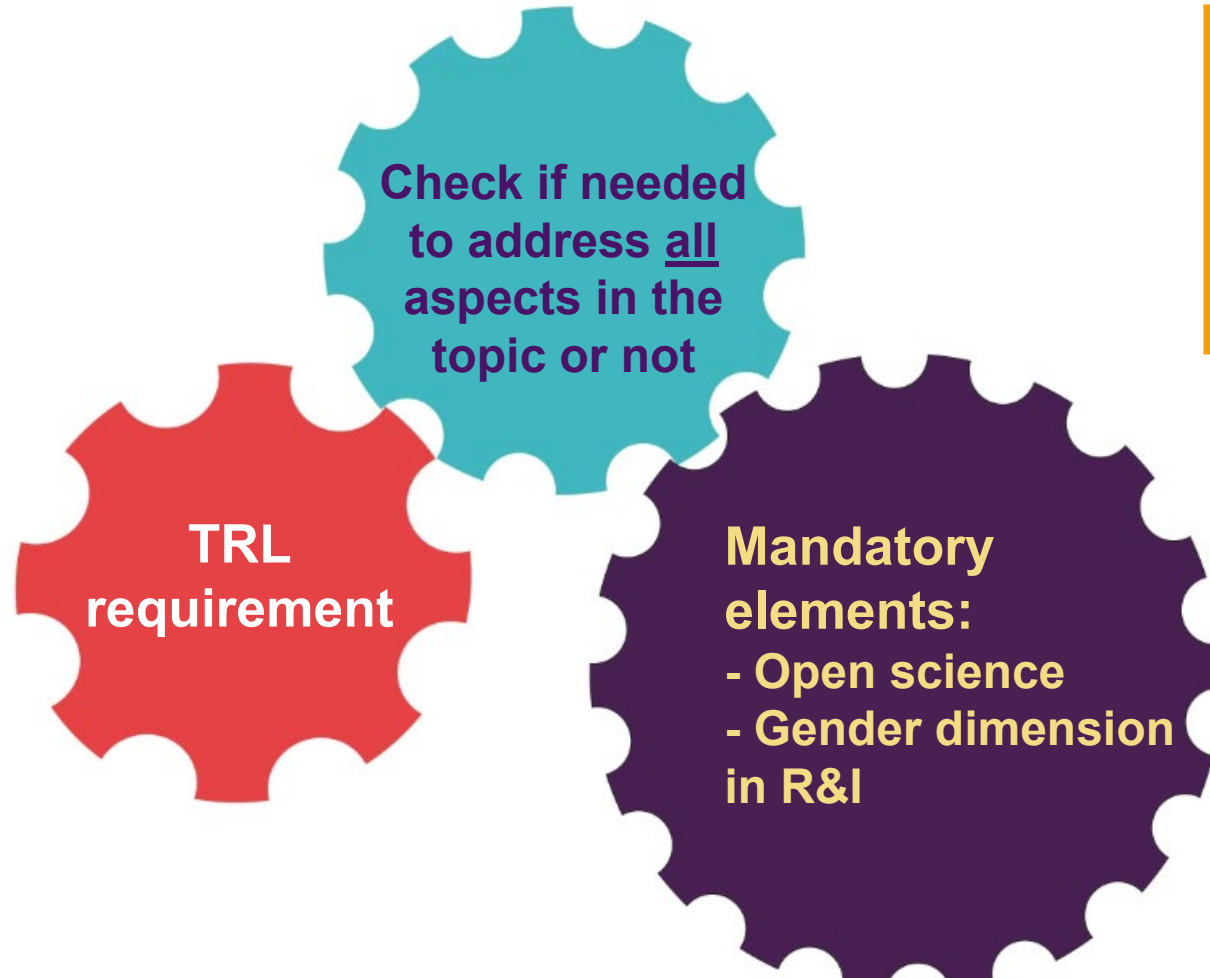 Check if needed
to address all
aspects in the
topic or not
TRL
requirement
Mandatory
elements:
- Open science
- Gender dimension
in R&I